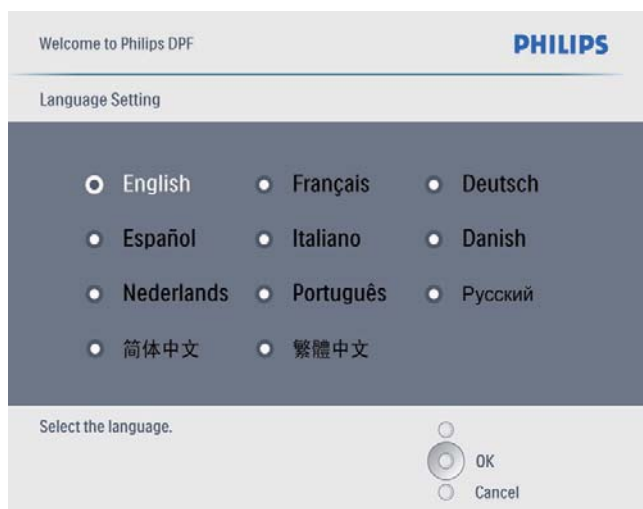 Welcome to Philips DPF PHILIPS
Language Setting
English Français Deutsch
Español Italiano Danish
Nederlands Português Русский
简体中文 繁體中文
Select the language.
OK
Cancel